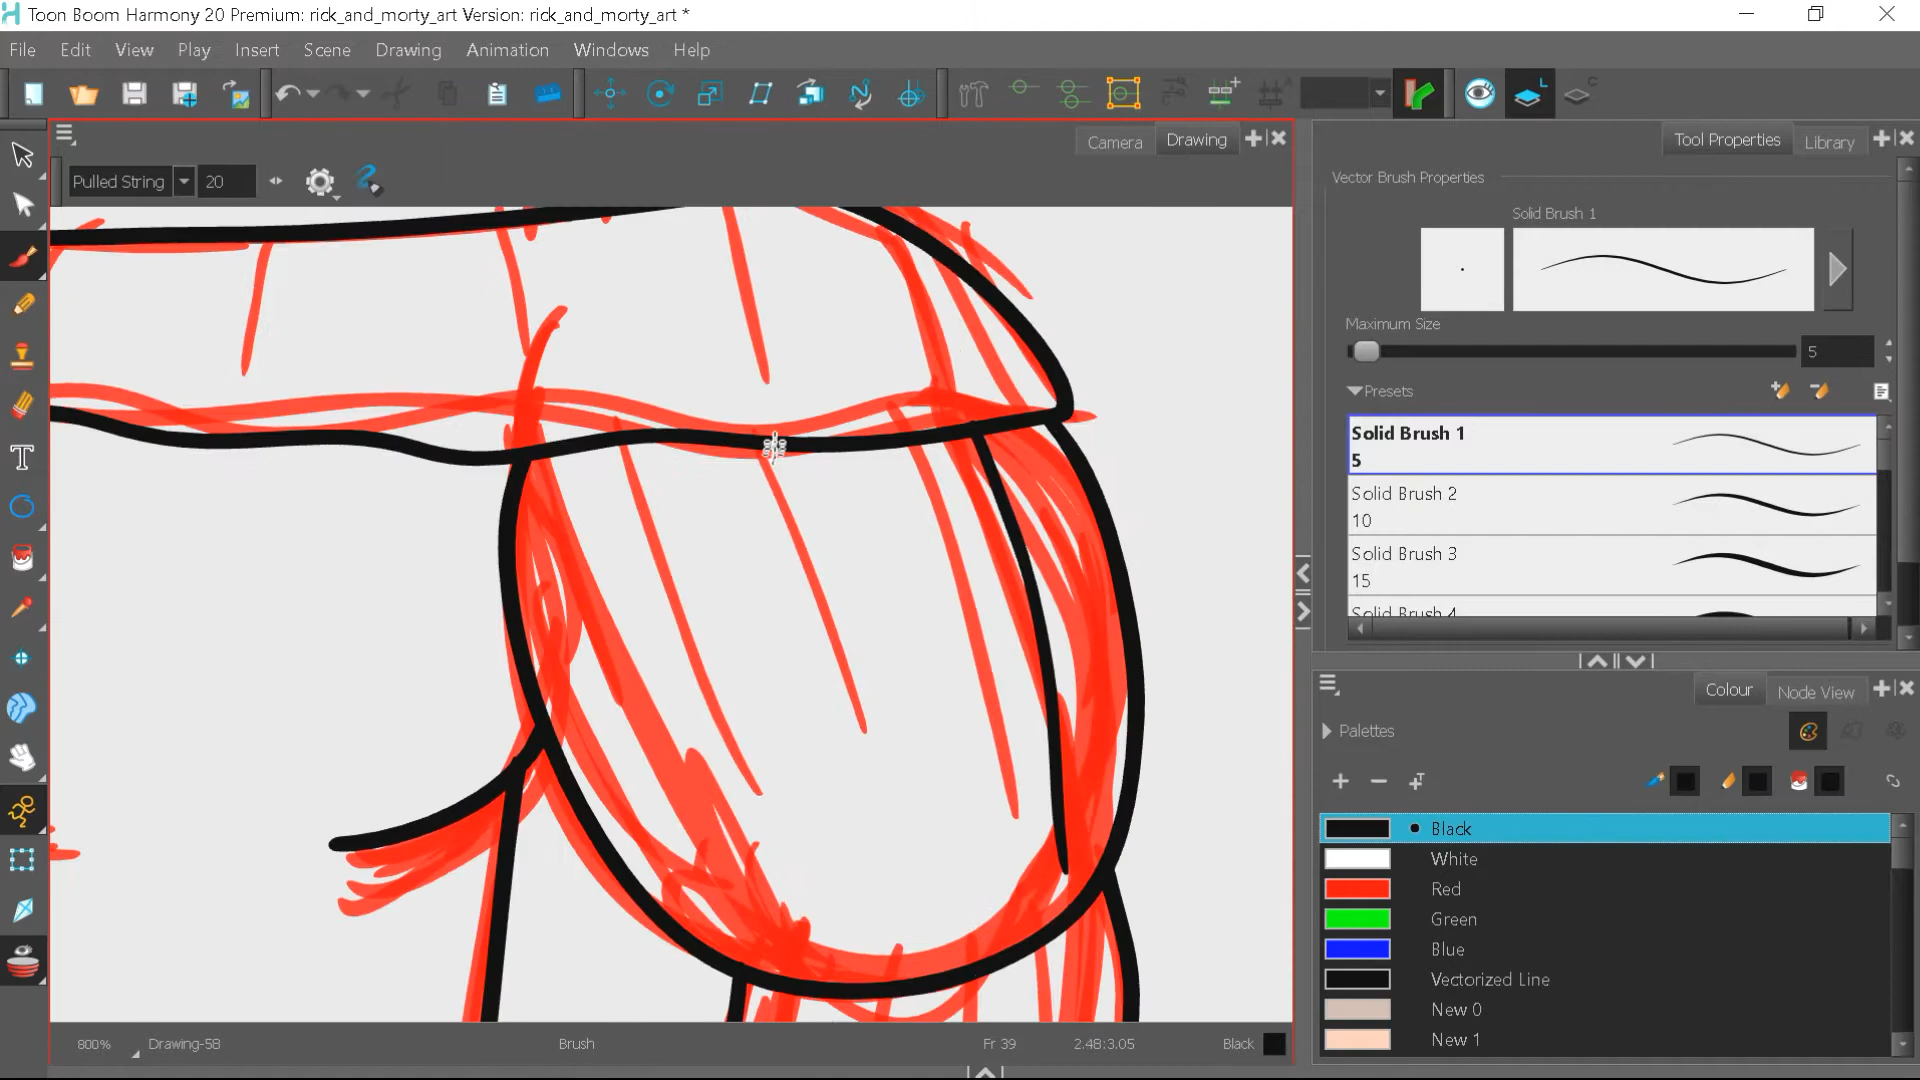 Toon Boom Harmony 20 Premium: rick_and_morty_art Version: rick_and_morty_art *
File Edit View Play Insert Scene Drawing Animation Windows Help
L
C
Camera Drawing
Tool Properties Library
Pulled String 20
Vector Brush Properties
Solid Brush 1
Maximum Size
5
Presets
Solid Brush 1
5
Solid Brush 2
10
Solid Brush 3
15
Solid Brush 4
Colour Node View
Palettes
Black
White
Red
Green
Blue
Vectorized Line
New 0
New 1
800% Drawing-58 Brush Fr 39 2.48:3.05 Black